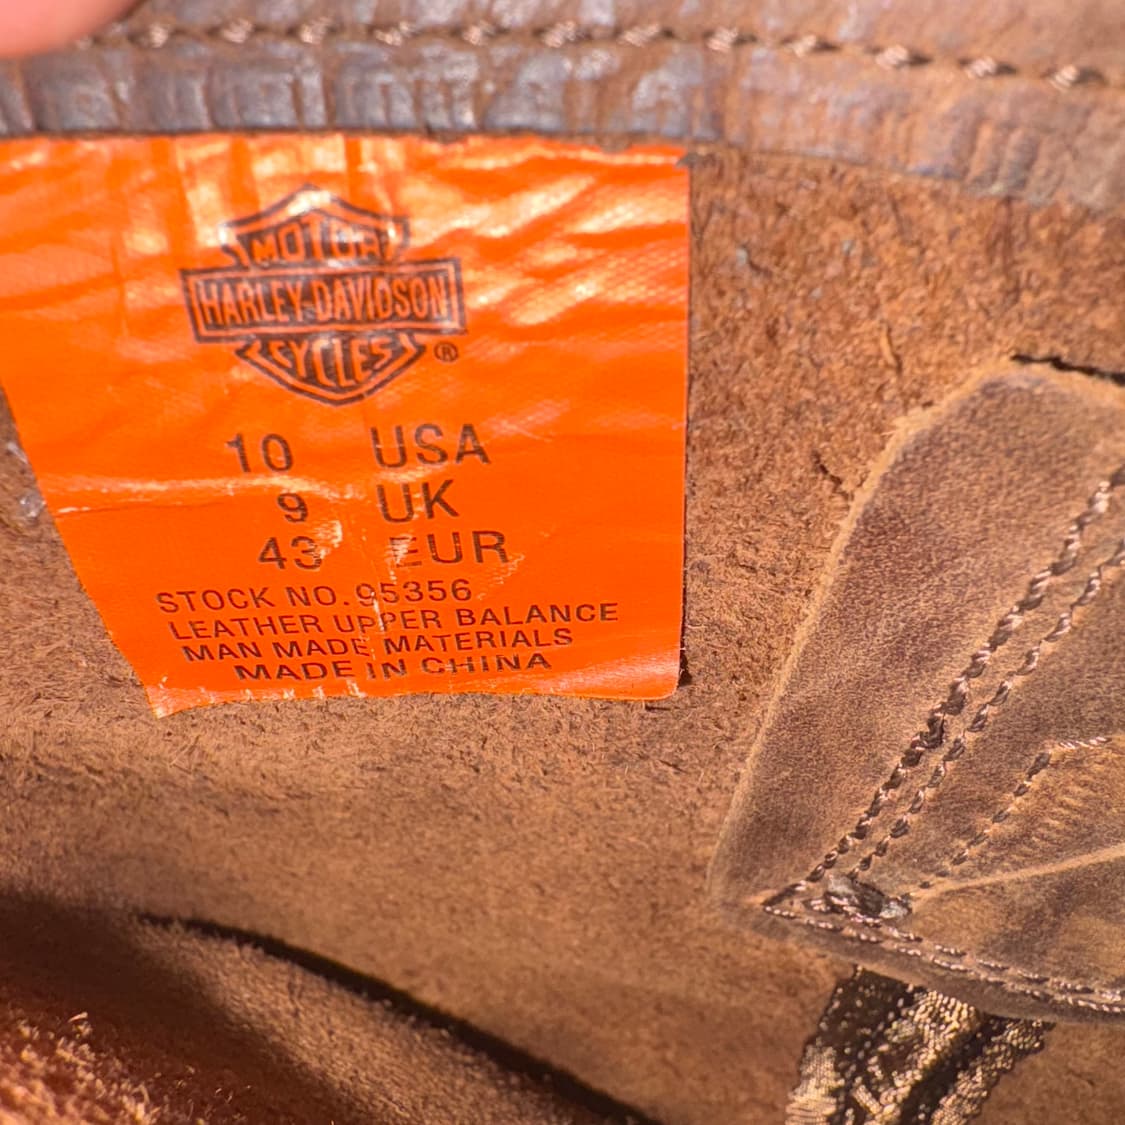 MOTOR
HARLEY-DAVIDSON
CYCLES ®
10 USA
9 UK
43 EUR
STOCK NO. 95356
LEATHER UPPER BALANCE
MAN MADE MATERIALS
MADE IN CHINA